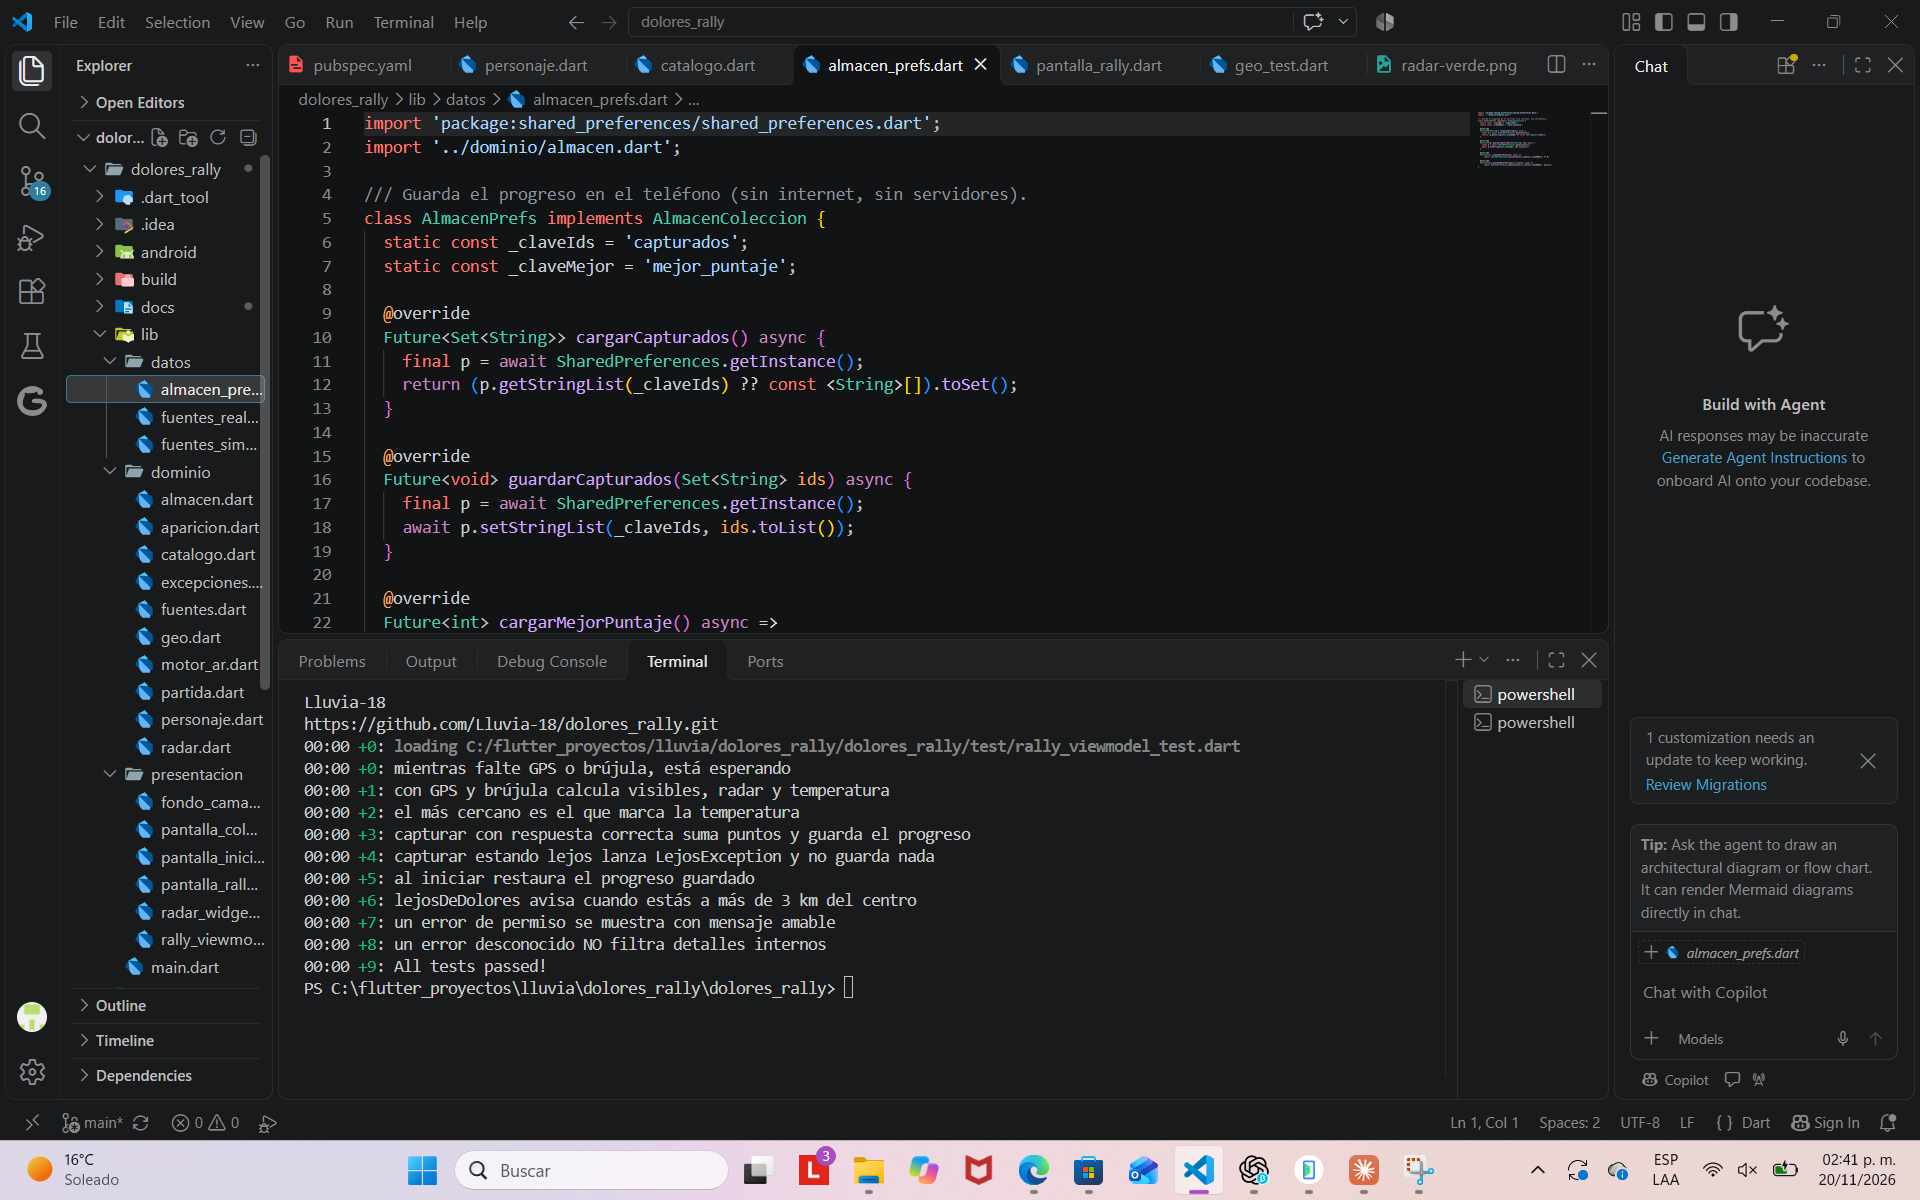 File Edit Selection View Go Run Terminal Help
dolores_rally
Explorer
Open Editors
dolor...
dolores_rally
.dart_tool
.idea
android
build
docs
lib
datos
almacen_pre...
fuentes_real...
fuentes_sim...
dominio
almacen.dart
aparicion.dart
catalogo.dart
excepciones....
fuentes.dart
geo.dart
motor_ar.dart
partida.dart
personaje.dart
radar.dart
presentacion
fondo_cama...
pantalla_col...
pantalla_inici...
pantalla_rall...
radar_widge...
rally_viewmo...
main.dart
Outline
Timeline
Dependencies
16
pubspec.yaml personaje.dart catalogo.dart almacen_prefs.dart pantalla_rally.dart geo_test.dart radar-verde.png
dolores_rally > lib > datos > almacen_prefs.dart > ...
1 import 'package:shared_preferences/shared_preferences.dart';
2 import '../dominio/almacen.dart';
3
4 /// Guarda el progreso en el teléfono (sin internet, sin servidores).
5 class AlmacenPrefs implements AlmacenColeccion {
6 static const _claveIds = 'capturados';
7 static const _claveMejor = 'mejor_puntaje';
8
9 @override
10 Future<Set<String>> cargarCapturados() async {
11 final p = await SharedPreferences.getInstance();
12 return (p.getStringList(_claveIds) ?? const <String>[]).toSet();
13 }
14
15 @override
16 Future<void> guardarCapturados(Set<String> ids) async {
17 final p = await SharedPreferences.getInstance();
18 await p.setStringList(_claveIds, ids.toList());
19 }
20
21 @override
22 Future<int> cargarMejorPuntaje() async =>
Problems Output Debug Console Terminal Ports
Lluvia-18
https://github.com/Lluvia-18/dolores_rally.git
00:00 +0: loading C:/flutter_proyectos/lluvia/dolores_rally/dolores_rally/test/rally_viewmodel_test.dart
00:00 +0: mientras falte GPS o brújula, está esperando
00:00 +1: con GPS y brújula calcula visibles, radar y temperatura
00:00 +2: el más cercano es el que marca la temperatura
00:00 +3: capturar con respuesta correcta suma puntos y guarda el progreso
00:00 +4: capturar estando lejos lanza LejosException y no guarda nada
00:00 +5: al iniciar restaura el progreso guardado
00:00 +6: lejosDeDolores avisa cuando estás a más de 3 km del centro
00:00 +7: un error de permiso se muestra con mensaje amable
00:00 +8: un error desconocido NO filtra detalles internos
00:00 +9: All tests passed!
PS C:\flutter_proyectos\lluvia\dolores_rally\dolores_rally>
powershell
powershell
Chat
Build with Agent
AI responses may be inaccurate
Generate Agent Instructions to
onboard AI onto your codebase.
1 customization needs an
update to keep working.
Review Migrations
Tip: Ask the agent to draw an
architectural diagram or flow chart.
It can render Mermaid diagrams
directly in chat.
almacen_prefs.dart
Chat with Copilot
Models
Copilot
main* 0 0
Ln 1, Col 1 Spaces: 2 UTF-8 LF { } Dart Sign In
16°C
Soleado
Buscar
L 3
ESP
LAA
02:41 p. m.
20/11/2026